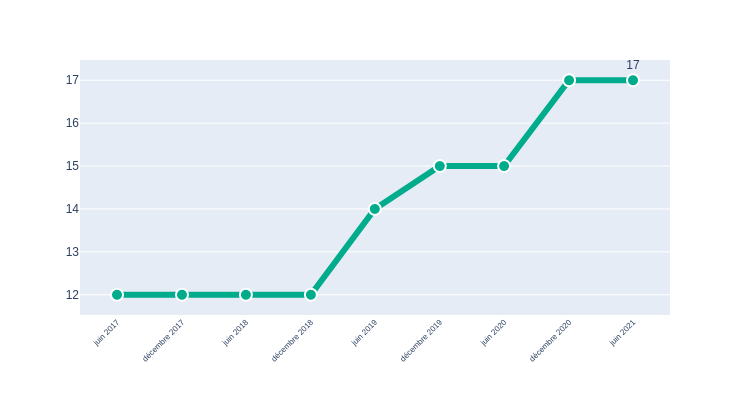 17
17
16
15
14
13
12
juin 2017
décembre 2017
juin 2018
décembre 2018
juin 2019
décembre 2019
juin 2020
décembre 2020
juin 2021